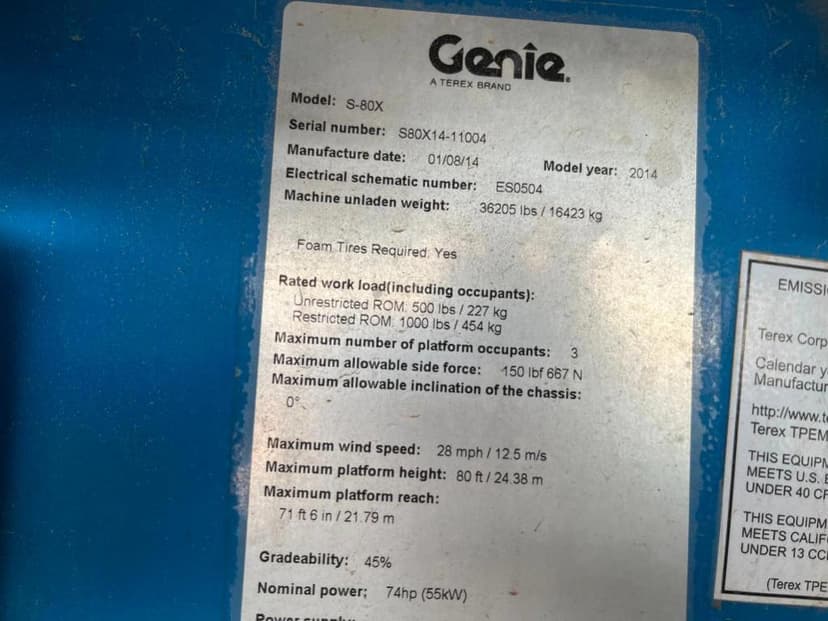 Genie
A TEREX BRAND
Model: S-80X
Serial number: S80X14-11004
Manufacture date: 01/08/14 Model year: 2014
Electrical schematic number: ES0504
Machine unladen weight: 36205 lbs / 16423 kg
Foam Tires Required: Yes
Rated work load(including occupants):
Unrestricted ROM: 500 lbs / 227 kg
Restricted ROM: 1000 lbs / 454 kg
Maximum number of platform occupants: 3
Maximum allowable side force: 150 lbf 667 N
Maximum allowable inclination of the chassis:
0°
Maximum wind speed: 28 mph / 12.5 m/s
Maximum platform height: 80 ft / 24.38 m
Maximum platform reach:
71 ft 6 in / 21.79 m
Gradeability: 45%
Nominal power: 74hp (55kW)
Power supply:
EMISSI
Terex Corp
Calendar y
Manufactur
http://www.te
Terex TPEM
THIS EQUIPM
MEETS U.S. E
UNDER 40 CF
THIS EQUIPM
MEETS CALIF
UNDER 13 CC
(Terex TPE